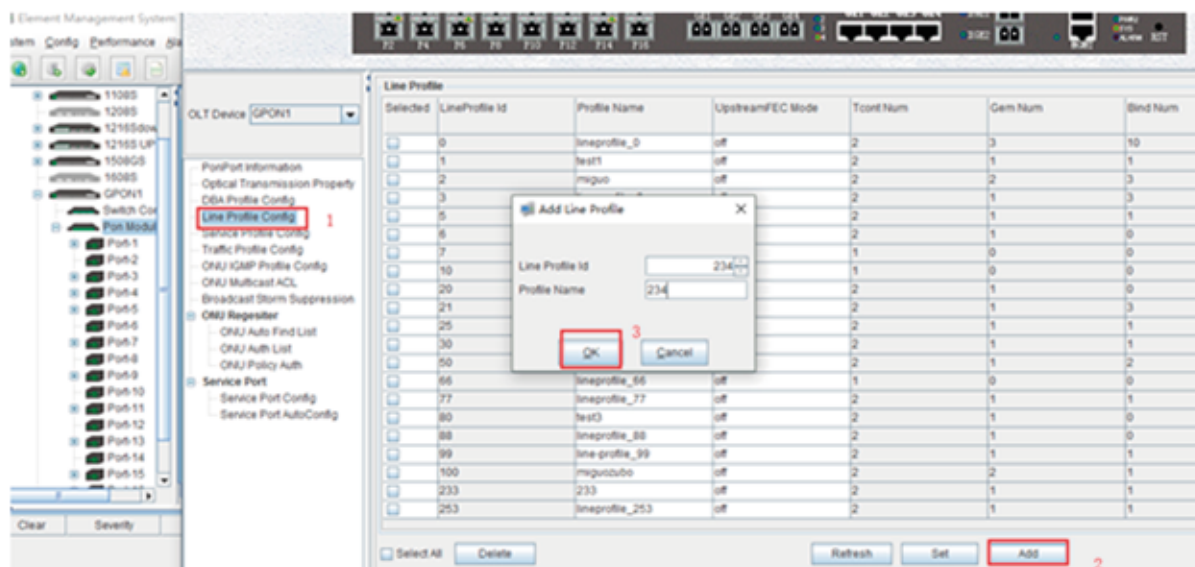 Element Management System
Config Performance
1108S
1208S
1216Sdow
1216S UP
1508GS
1608S
GPON1
Switch Cor
Pon Modul
Port-1
Port-2
Port-3
Port-4
Port-5
Port-6
Port-7
Port-8
Port-9
Port-10
Port-11
Port-12
Port-13
Port-14
Port-15
Clear Severity
P2 P4 P6 P8 P10 P12 P14 P16
OLT Device GPON1
PonPort Information
Optical Transmission Property
DBA Profile Config
Line Profile Config 1
Service Profile Config
Traffic Profile Config
ONU IGMP Profile Config
ONU Multicast ACL
Broadcast Storm Suppression
ONU Regesiter
ONU Auto Find List
ONU Auth List
ONU Policy Auth
Service Port
Service Port Config
Service Port AutoConfig
Line Profile
Selected LineProfile Id Profile Name UpstreamFEC Mode Tcont Num Gem Num Bind Num
0 lineprofile_0 off 2 3 10
1 test1 off 2 1 1
2 miguo off 2 2 3
3 2 1 3
5 2 1 1
6 2 1 0
7 1 0 0
10 1 0 0
20 2 1 0
21 2 1 3
25 2 1 1
30 2 1 1
50 2 1 2
66 lineprofile_66 off 1 0 0
77 lineprofile_77 off 2 1 1
80 test3 off 2 1 0
88 lineprofile_88 off 2 1 0
99 line-profile_99 off 2 1 1
100 miguozubo off 2 2 1
233 233 off 2 1 1
253 lineprofile_253 off 2 1 1
Add Line Profile
Line Profile Id 234
Profile Name 234
3
OK Cancel
Select All Delete Refresh Set Add 2